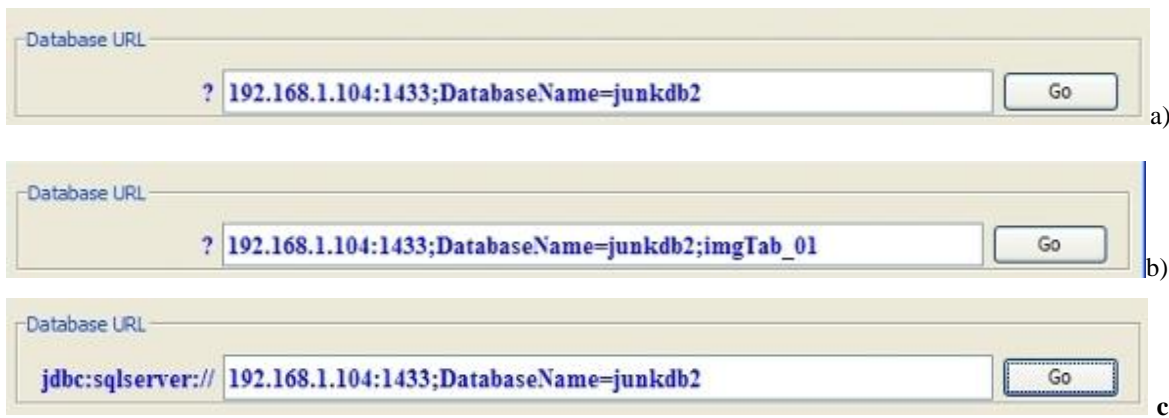 Database URL
? 192.168.1.104:1433;DatabaseName=junkdb2 Go
a)
Database URL
? 192.168.1.104:1433;DatabaseName=junkdb2;imgTab_01 Go
b)
Database URL
jdbc:sqlserver:// 192.168.1.104:1433;DatabaseName=junkdb2 Go
c